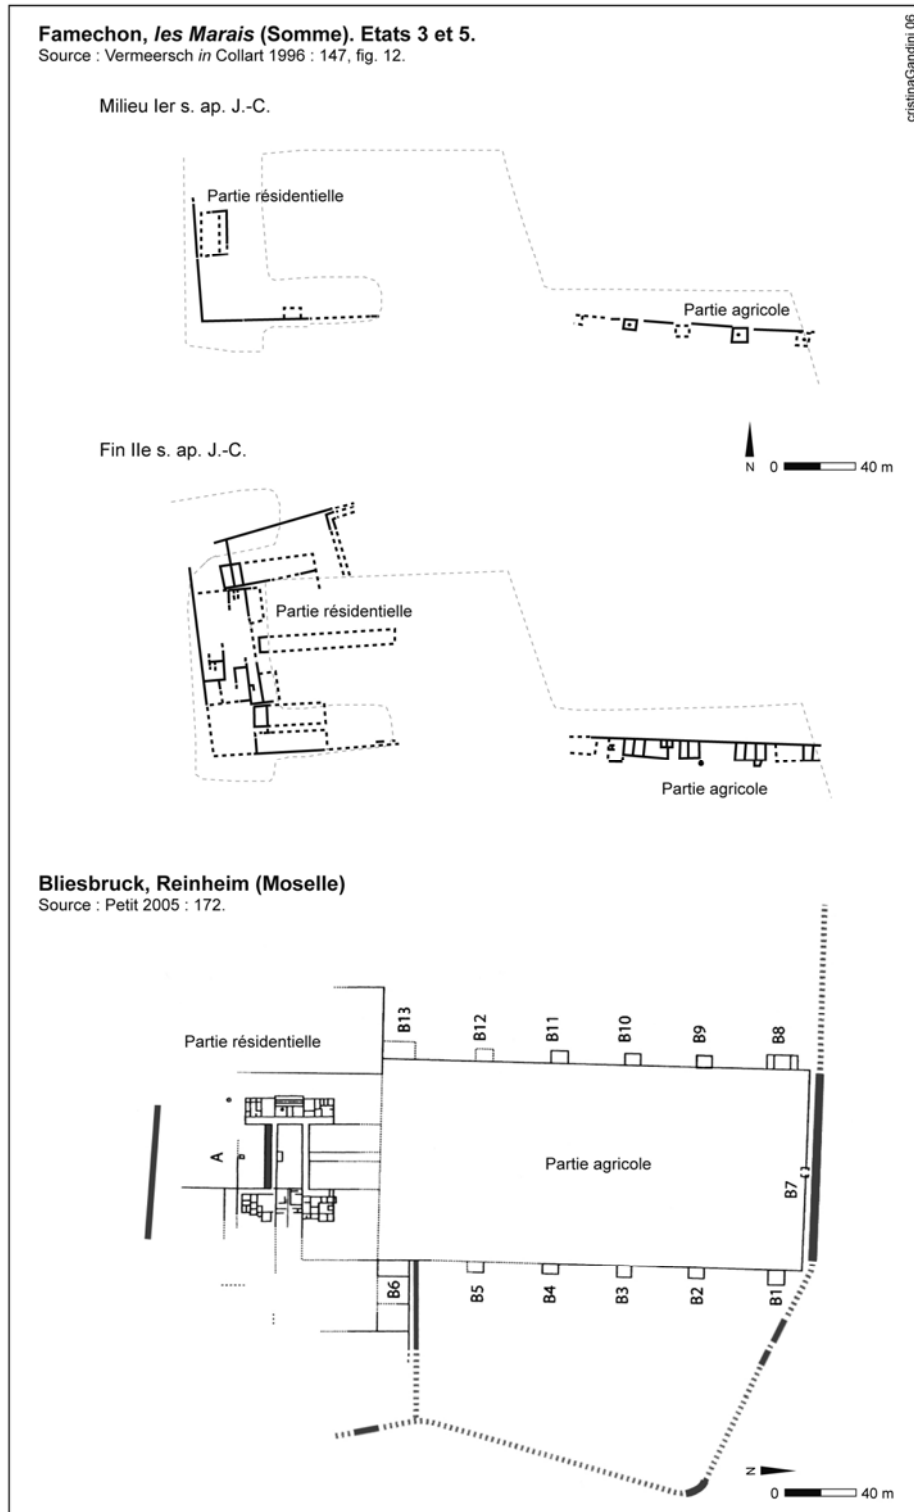 Famechon, les Marais (Somme). Etats 3 et 5.
Source : Vermeersch in Collart 1996 : 147, fig. 12.
cristinaGandini 06
Milieu Ier s. ap. J.-C.
Partie résidentielle
Partie agricole
N 0 40 m
Fin IIe s. ap. J.-C.
Partie résidentielle
Partie agricole
Bliesbruck, Reinheim (Moselle)
Source : Petit 2005 : 172.
Partie résidentielle
B13
B12
B11
B10
B9
B8
A
Partie agricole
B7
B6
B5
B4
B3
B2
B1
N
0 40 m